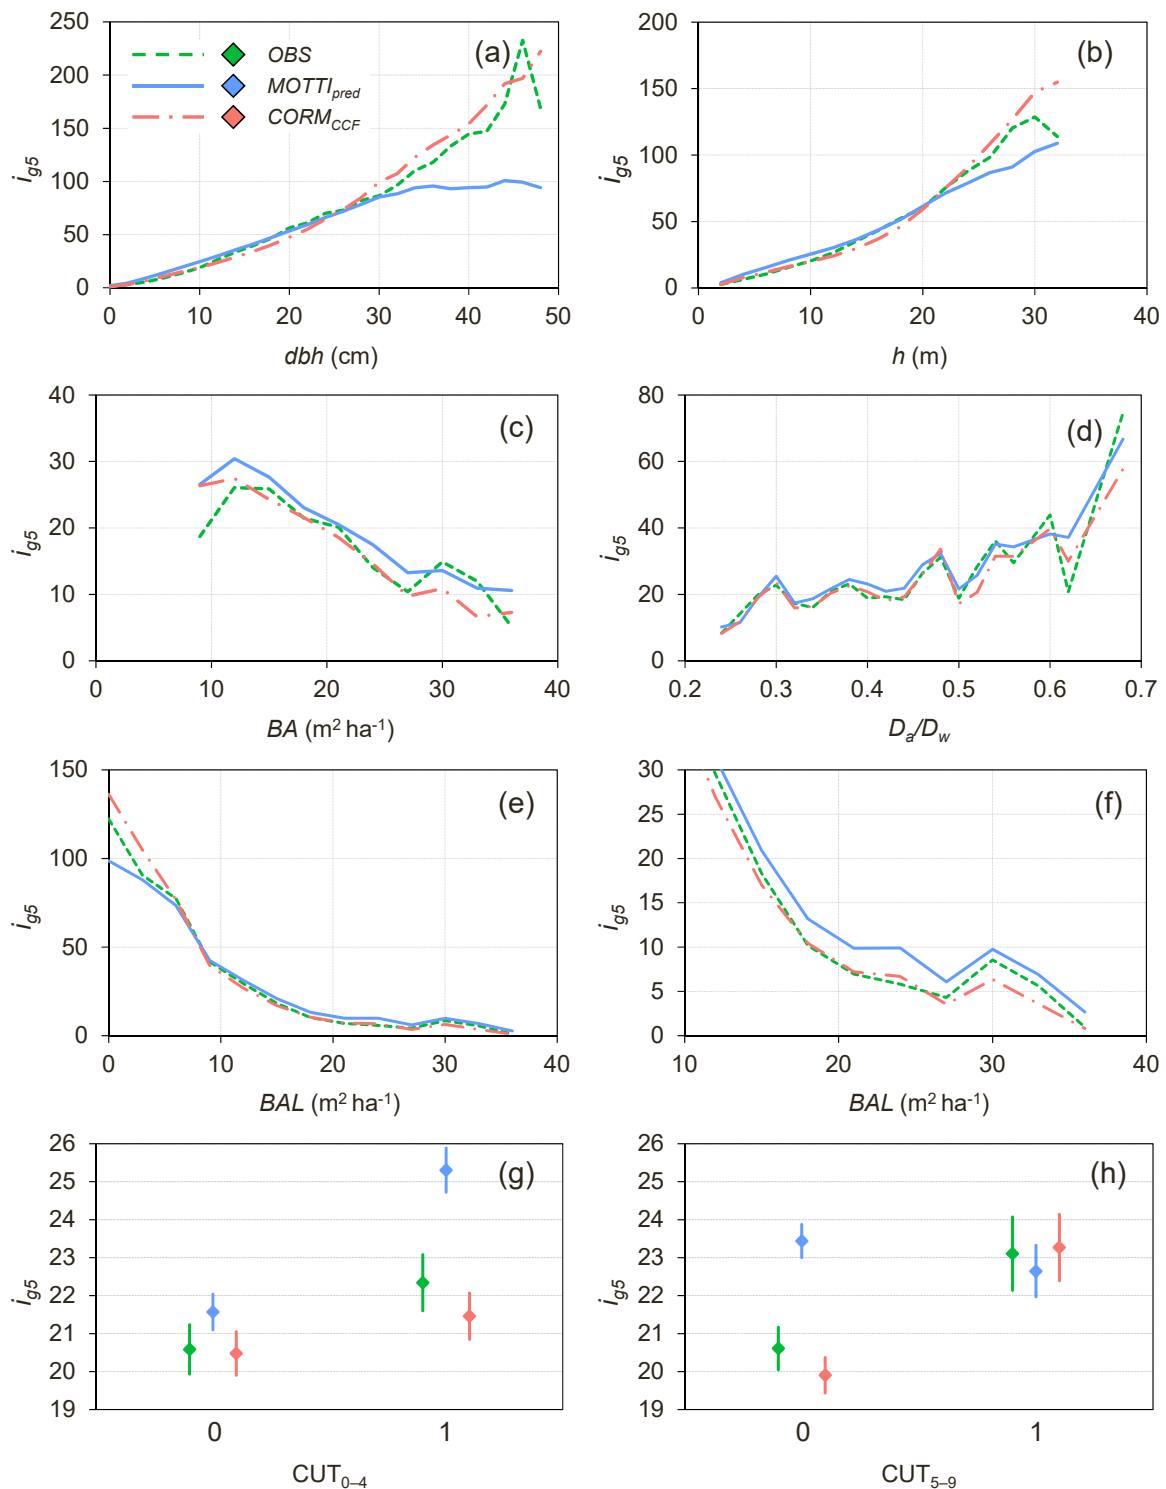 250
200
150
100
50
0
i_g5
OBS
MOTTI_pred
CORM_CCF
(a)
0 10 20 30 40 50
dbh (cm)
200
150
100
50
0
i_g5
(b)
0 10 20 30 40
h (m)
40
30
20
10
0
i_g5
(c)
0 10 20 30 40
BA (m² ha⁻¹)
80
60
40
20
0
i_g5
(d)
0.2 0.3 0.4 0.5 0.6 0.7
D_a/D_w
150
100
50
0
i_g5
(e)
0 10 20 30 40
BAL (m² ha⁻¹)
30
25
20
15
10
5
0
i_g5
(f)
10 20 30 40
BAL (m² ha⁻¹)
26
25
24
23
22
21
20
19
i_g5
(g)
0 1
CUT₀₋₄
26
25
24
23
22
21
20
19
i_g5
(h)
0 1
CUT₅₋₉